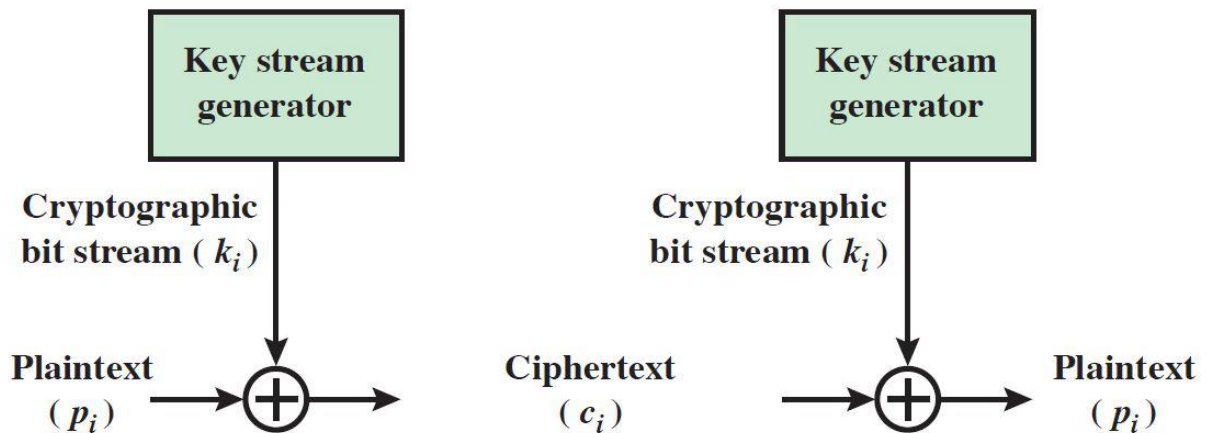 Key stream
generator
Cryptographic
bit stream ( k_i )
Plaintext
( p_i )
Ciphertext
( c_i )
Key stream
generator
Cryptographic
bit stream ( k_i )
Plaintext
( p_i )